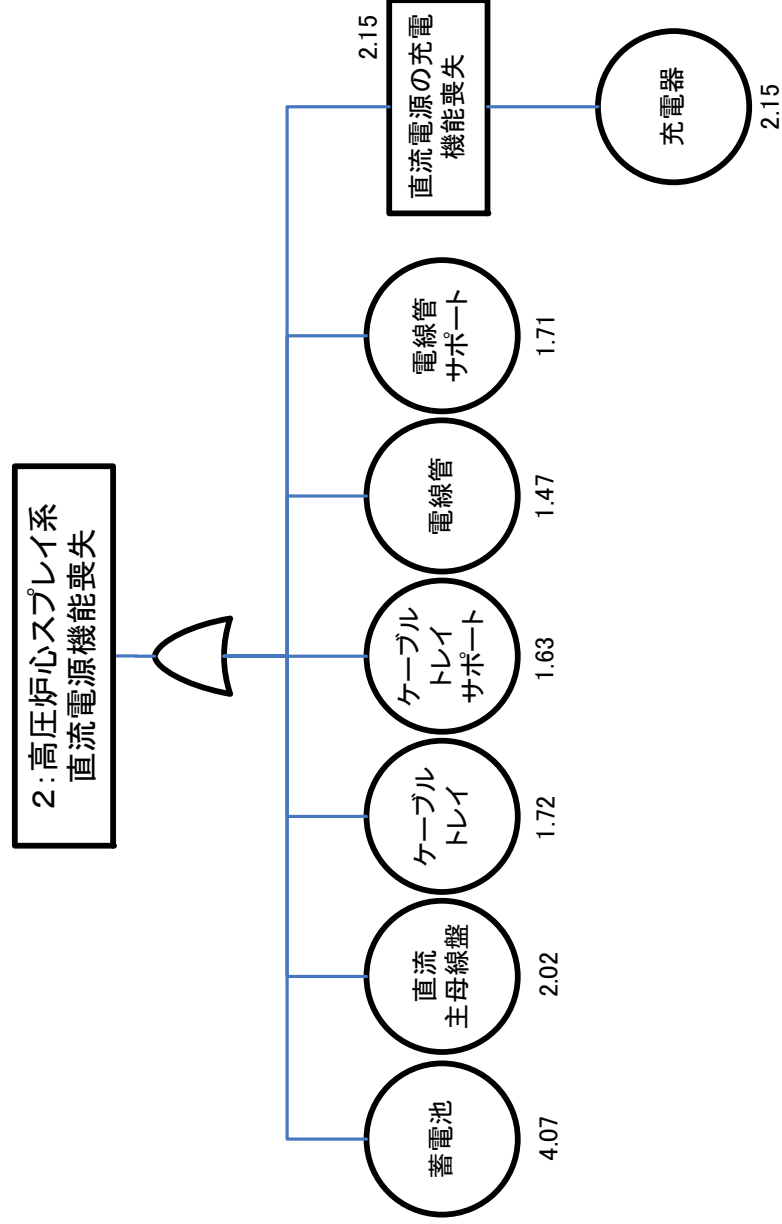 2:高圧炉心スプレイ系
直流電源機能喪失
蓄電池
4.07
直流
主母線盤
2.02
ケーブル
トレイ
1.72
ケーブル
トレイ
サポート
1.63
電線管
1.47
電線管
サポート
1.71
2.15
直流電源の充電
機能喪失
充電器
2.15